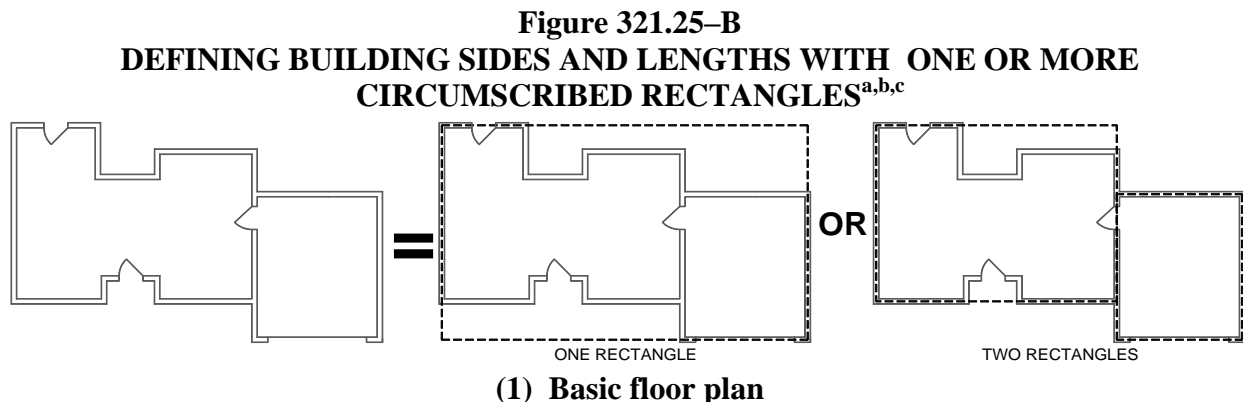 Figure 321.25–B
DEFINING BUILDING SIDES AND LENGTHS WITH ONE OR MORE
CIRCUMSCRIBED RECTANGLESa,b,c
OR
ONE RECTANGLE
TWO RECTANGLES
(1) Basic floor plan